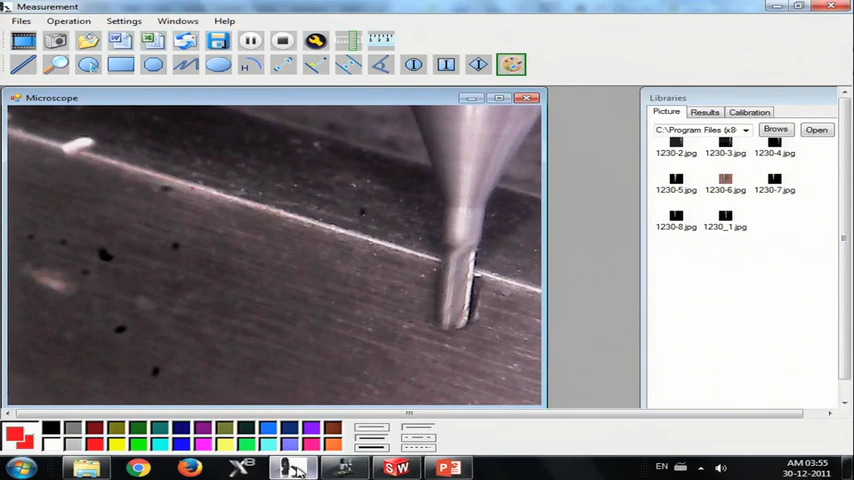 Measurement
Files Operation Settings Windows Help
Microscope
Libraries
Picture Results Calibration
C:\Program Files (x8 Brows Open
1230-2.jpg 1230-3.jpg 1230-4.jpg
1230-5.jpg 1230-6.jpg 1230-7.jpg
1230-8.jpg 1230_1.jpg
EN
AM 03:55
30-12-2011